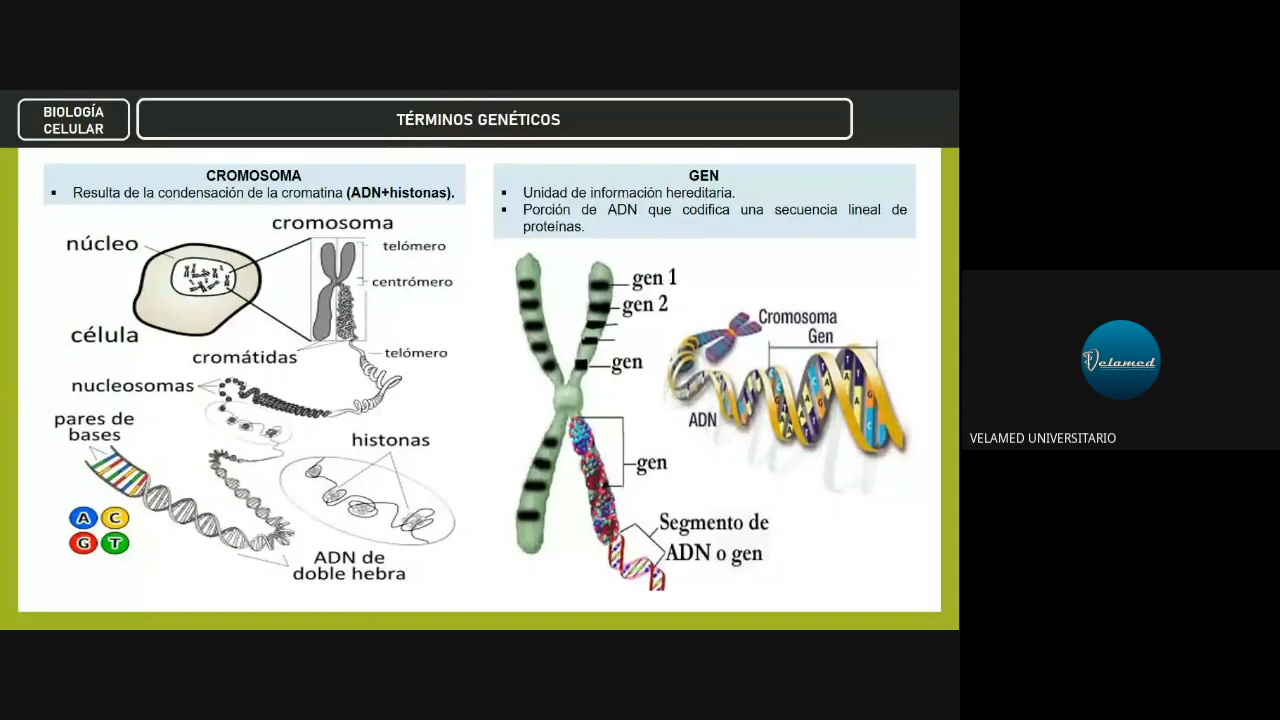 BIOLOGÍA
CELULAR
TÉRMINOS GENÉTICOS
CROMOSOMA
▪ Resulta de la condensación de la cromatina (ADN+histonas).
cromosoma
núcleo
telómero
centrómero
célula
cromátidas
telómero
nucleosomas
pares de
bases
histonas
A C
G T
ADN de
doble hebra
GEN
▪ Unidad de información hereditaria.
▪ Porción de ADN que codifica una secuencia lineal de
proteínas.
gen 1
gen 2
gen
Cromosoma
Gen
ADN
gen
Segmento de
ADN o gen
Velamed
VELAMED UNIVERSITARIO